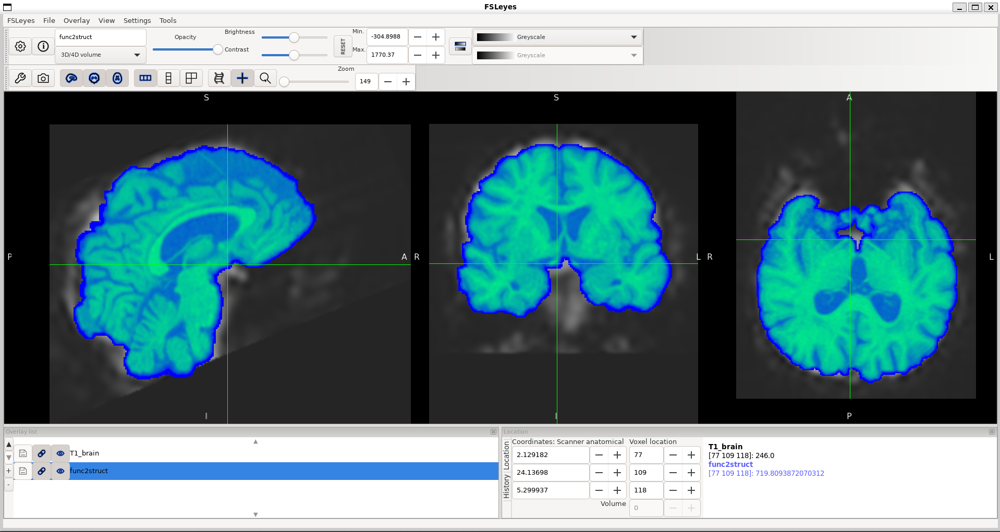 FSLeyes
FSLeyes File Overlay View Settings Tools
func2struct
3D/4D volume
Opacity
Brightness
Contrast
RESET
Min. -304.8988
Max. 1770.37
Greyscale
Greyscale
Zoom
149
S
P
A
I
S
R
L
I
A
R
L
P
Overlay list
T1_brain
func2struct
Location
Location
History
Coordinates: Scanner anatomical
2.129182
24.13698
5.299937
Voxel location
77
109
118
Volume 0
T1_brain
[77 109 118]: 246.0
func2struct
[77 109 118]: 719.8093872070312